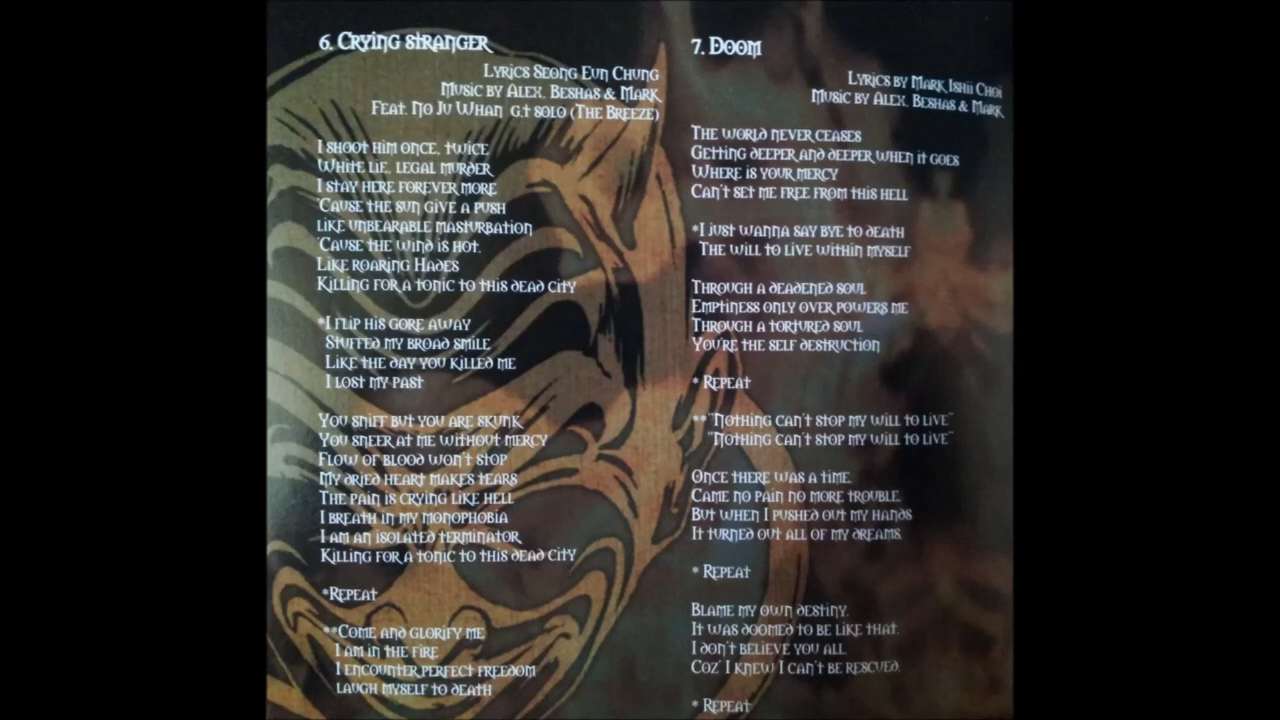 6. Crying stranger
Lyrics Seong Eun Chung
Music by Alex, Beshas & Mark
Feat. No Ju Whan G.t solo (The Breeze)
I shoot him once, twice
White lie, legal murder
I stay here forever more
'Cause the sun give a push
like unbearable masturbation
'Cause the wind is hot.
Like roaring Hades
Killing for a tonic to this dead city
*I flip his gore away
Stuffed my broad smile
Like the day you killed me
I lost my past
You sniff but you are skunk
You sneer at me without mercy
Flow of blood won't stop
My dried heart makes tears
The pain is crying like hell
I breath in my monophobia
I am an isolated terminator
Killing for a tonic to this dead city
*Repeat
**Come and glorify me
I am in the fire
I encounter perfect freedom
laugh myself to death
7. Doom
Lyrics by Mark Ishii Choi
Music by Alex, Beshas & Mark
The world never ceases
Getting deeper and deeper when it goes
Where is your mercy
Can't set me free from this hell
*I just wanna say bye to death
The will to live within myself
Through a deadened soul
Emptiness only over powers me
Through a tortured soul
You're the self destruction
* Repeat
**"Nothing can't stop my will to live"
"Nothing can't stop my will to live"
Once there was a time.
Came no pain no more trouble.
But when I pushed out my hands
It turned out all of my dreams.
* Repeat
Blame my own destiny.
It was doomed to be like that.
I don't believe you all.
Coz' I knew I can't be rescued.
* Repeat